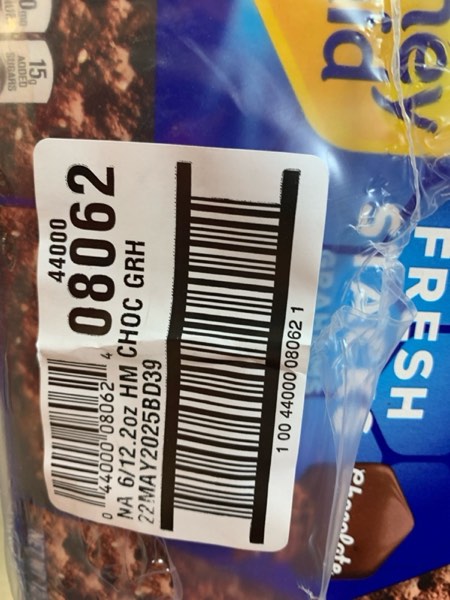 44000
08062
0 44000 08062 4
NA 6/12.2oz HM CHOC GRH
22MAY2025BD39
1 00 44000 08062 1
FRESH
Chocolate
15g
ADDED
SUGARS